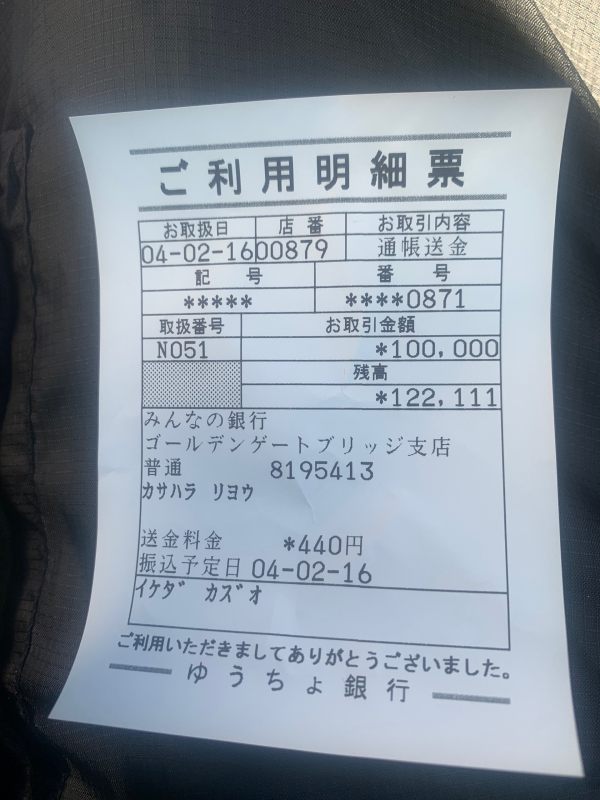 ご利用明細票
お取扱日 店番 お取引内容
04-02-16 00879 通帳送金
記号 番号
***** ****0871
取扱番号 お取引金額
N051 *100,000
残高
*122,111
みんなの銀行
ゴールデンゲートブリッジ支店
普通 8195413
カサハラ リヨウ
送金料金 *440円
振込予定日 04-02-16
イケダ カズオ
ご利用いただきましてありがとうございました。
ゆうちょ銀行